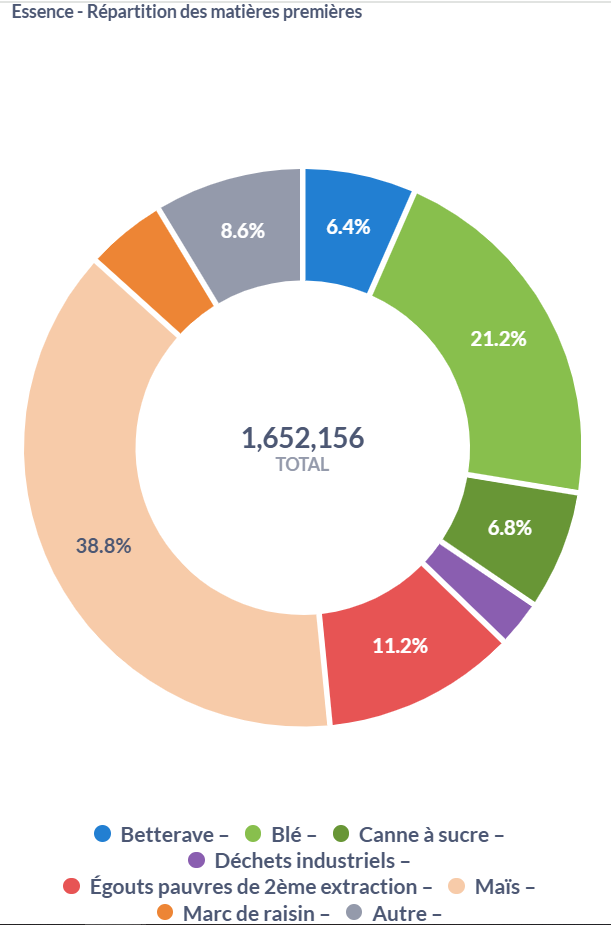 Essence - Répartition des matières premières
8.6%
6.4%
21.2%
1,652,156
TOTAL
6.8%
38.8%
11.2%
Betterave – Blé – Canne à sucre –
Déchets industriels –
Égouts pauvres de 2ème extraction – Maïs –
Marc de raisin – Autre –